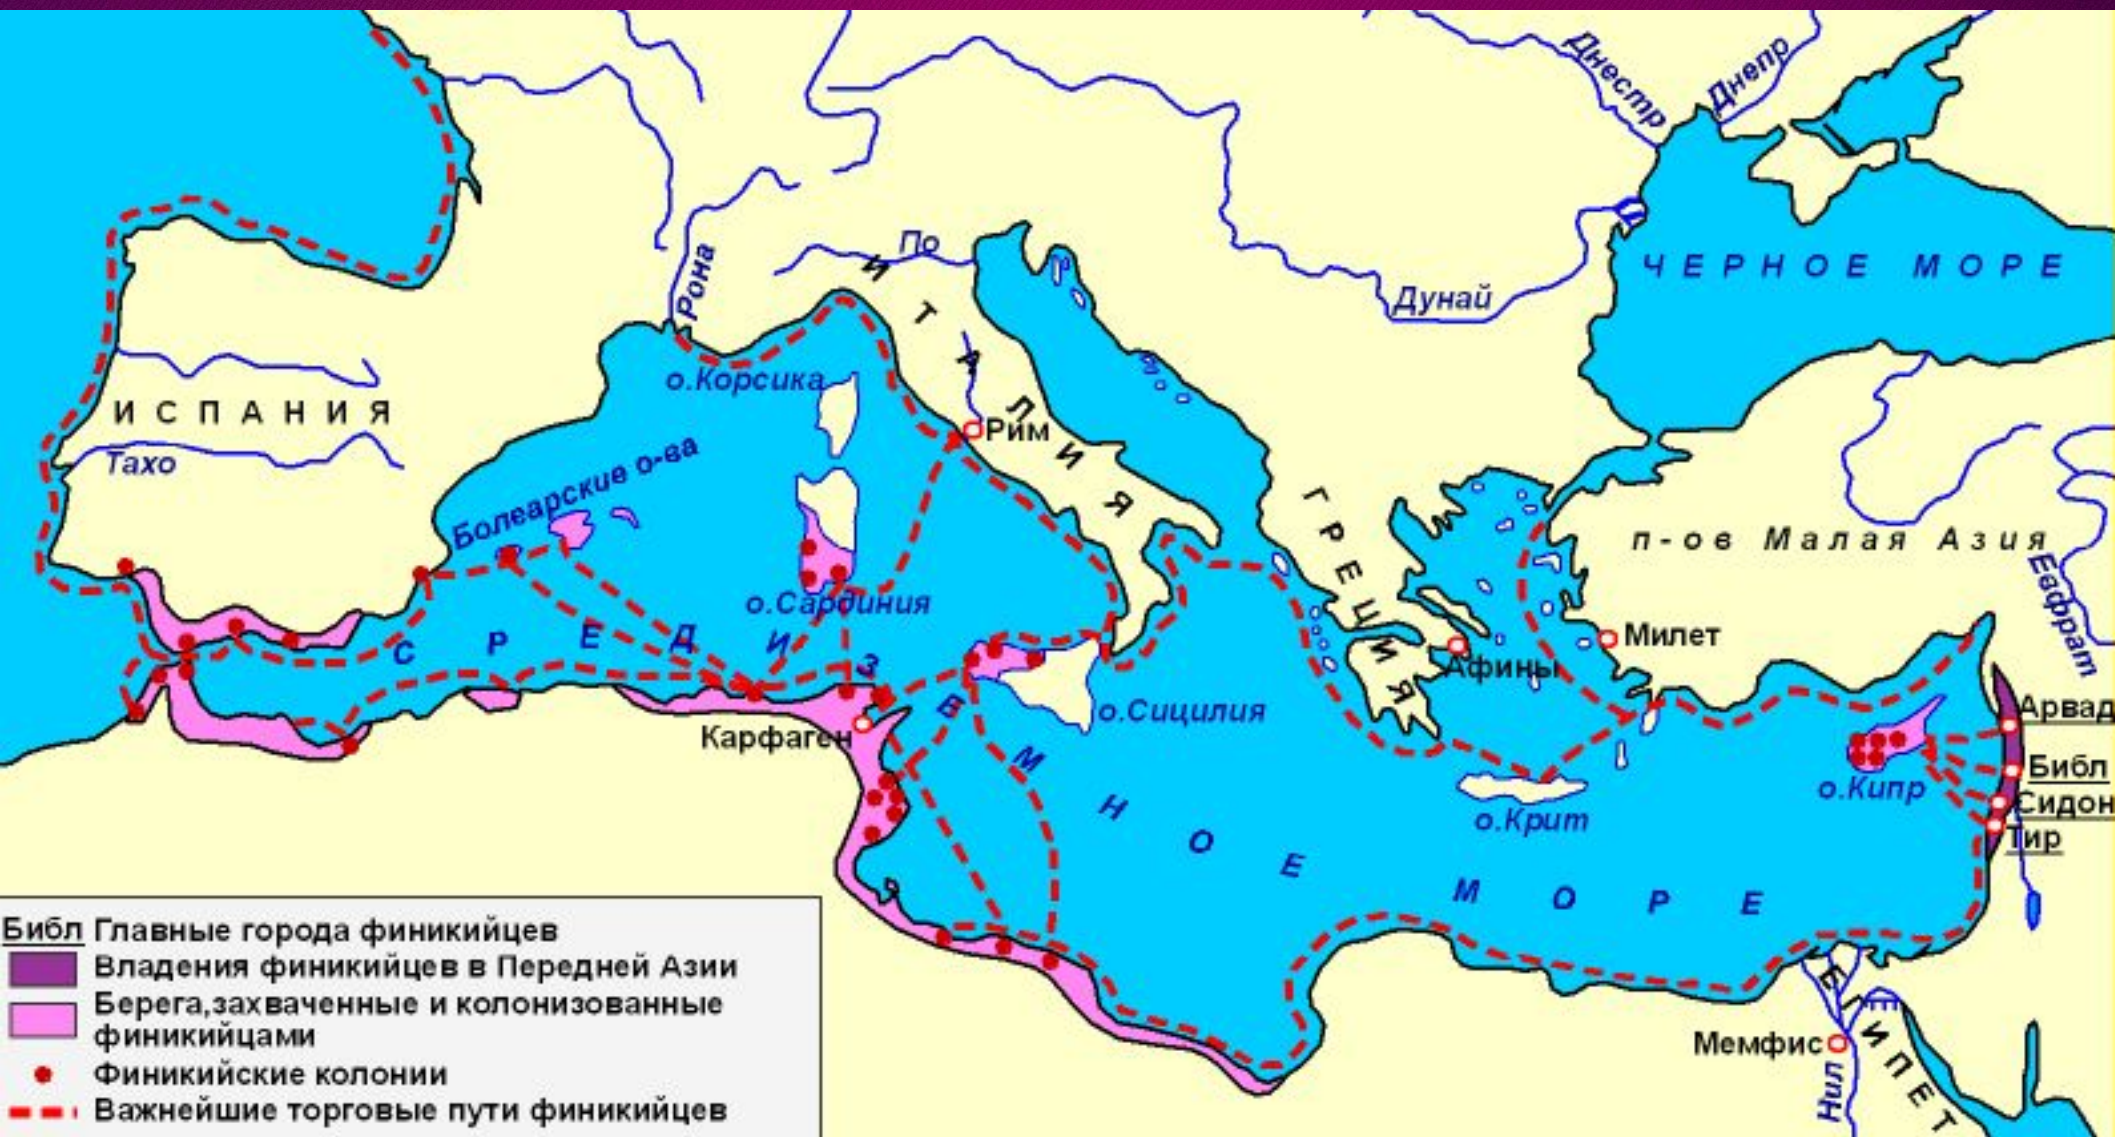 Днестр
Днепр
Рона
По
Дунай
ЧЕРНОЕ МОРЕ
ИТАЛИЯ
о.Корсика
ИСПАНИЯ
Тахо
Рим
Болеарские о-ва
ГРЕЦИЯ
п-ов Малая Азия
Евфрат
о.Сардиния
СРЕДИЗЕМНОЕ МОРЕ
Милет
Афины
о.Сицилия
Карфаген
Арвад
Библ
о.Кипр
Сидон
о.Крит
Тир
ЕГИПЕТ
Мемфис
Нил
Библ Главные города финикийцев
Владения финикийцев в Передней Азии
Берега,захваченные и колонизованные
финикийцами
Финикийские колонии
Важнейшие торговые пути финикийцев